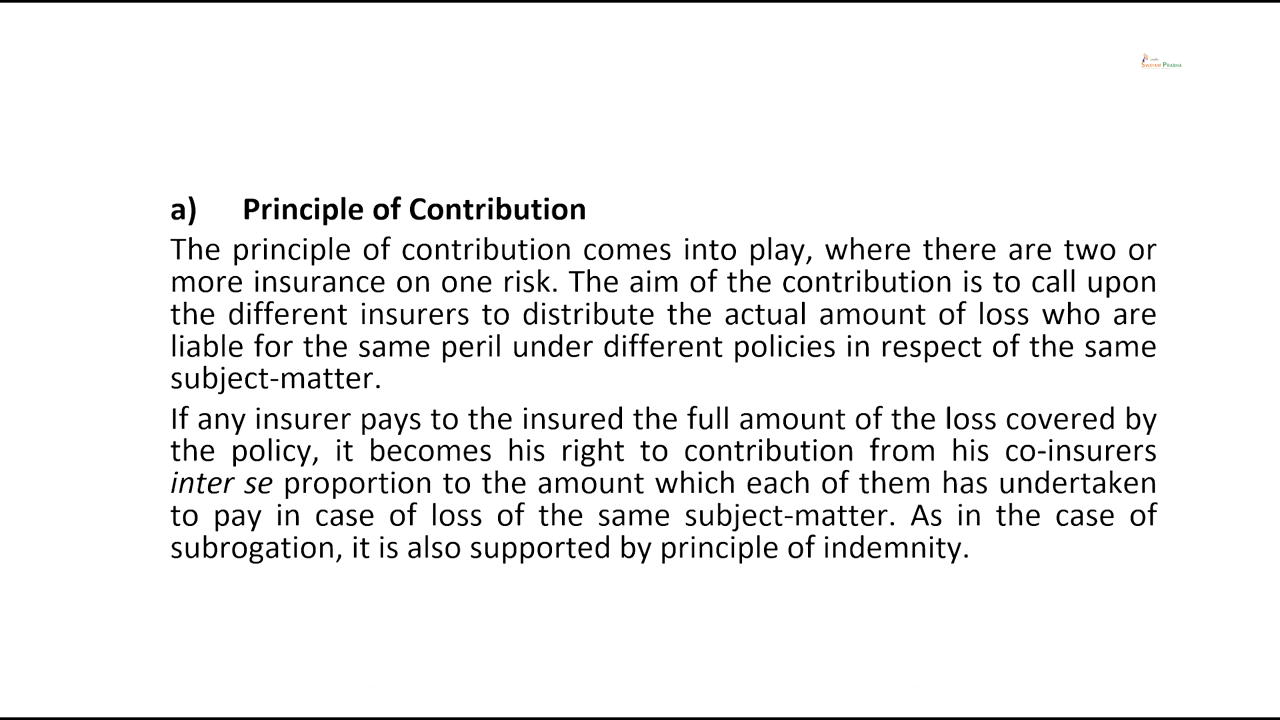 SWAYAM PRABHA
a) Principle of Contribution
The principle of contribution comes into play, where there are two or
more insurance on one risk. The aim of the contribution is to call upon
the different insurers to distribute the actual amount of loss who are
liable for the same peril under different policies in respect of the same
subject-matter.
If any insurer pays to the insured the full amount of the loss covered by
the policy, it becomes his right to contribution from his co-insurers
inter se proportion to the amount which each of them has undertaken
to pay in case of loss of the same subject-matter. As in the case of
subrogation, it is also supported by principle of indemnity.